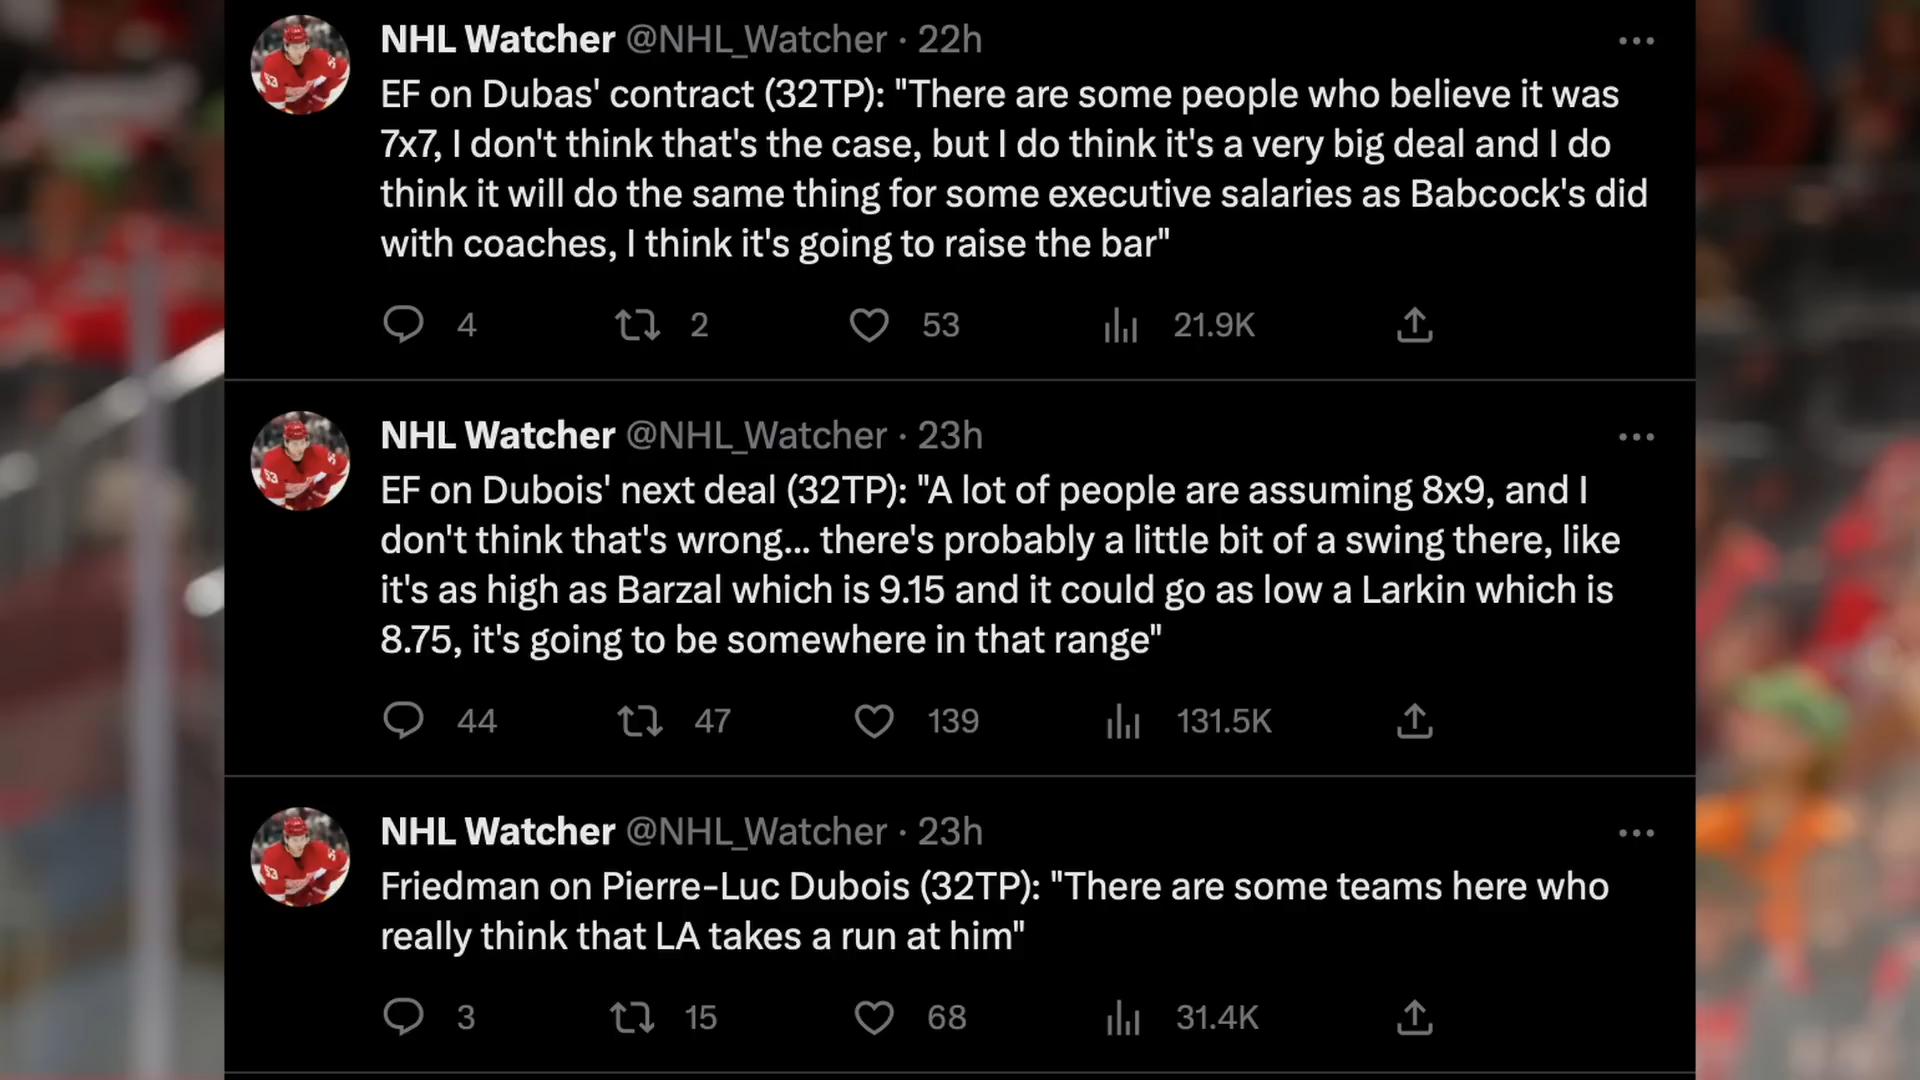 NHL Watcher @NHL_Watcher · 22h
EF on Dubas' contract (32TP): "There are some people who believe it was
7x7, I don't think that's the case, but I do think it's a very big deal and I do
think it will do the same thing for some executive salaries as Babcock's did
with coaches, I think it's going to raise the bar"
4 2 53 21.9K
NHL Watcher @NHL_Watcher · 23h
EF on Dubois' next deal (32TP): "A lot of people are assuming 8x9, and I
don't think that's wrong... there's probably a little bit of a swing there, like
it's as high as Barzal which is 9.15 and it could go as low a Larkin which is
8.75, it's going to be somewhere in that range"
44 47 139 131.5K
NHL Watcher @NHL_Watcher · 23h
Friedman on Pierre-Luc Dubois (32TP): "There are some teams here who
really think that LA takes a run at him"
3 15 68 31.4K